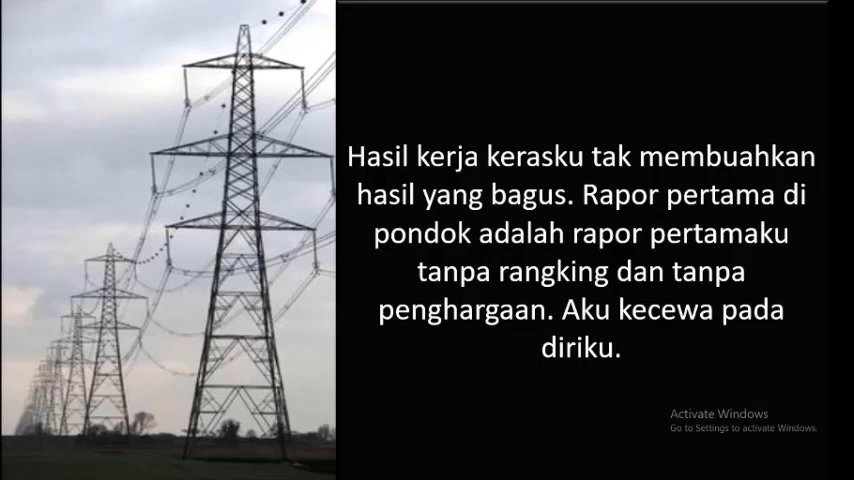 Hasil kerja kerasku tak membuahkan
hasil yang bagus. Rapor pertama di
pondok adalah rapor pertamaku
tanpa rangking dan tanpa
penghargaan. Aku kecewa pada
diriku.
Activate Windows
Go to Settings to activate Windows.